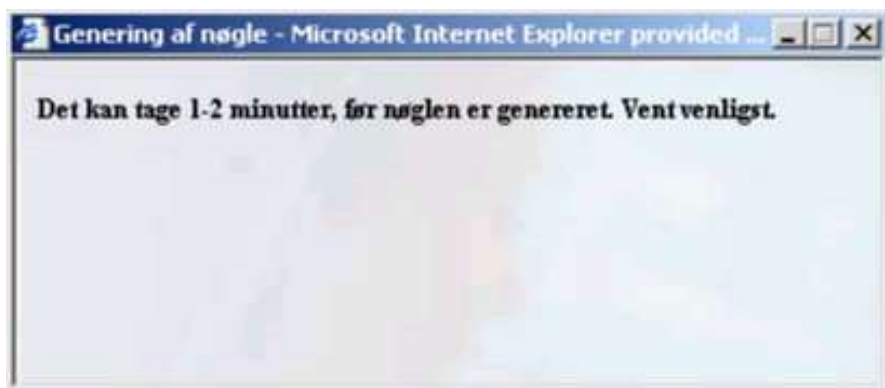 Genering af nøgle - Microsoft Internet Explorer provided ...
Det kan tage 1-2 minutter, før nøglen er genereret. Vent venligst.